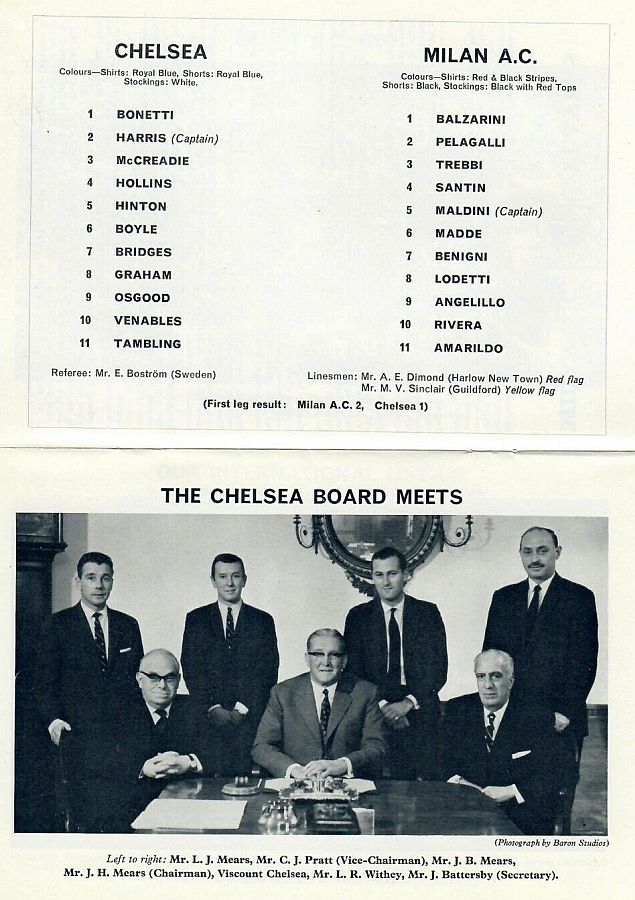 CHELSEA
Colours—Shirts: Royal Blue, Shorts: Royal Blue,
Stockings: White.
1 BONETTI
2 HARRIS (Captain)
3 McCREADIE
4 HOLLINS
5 HINTON
6 BOYLE
7 BRIDGES
8 GRAHAM
9 OSGOOD
10 VENABLES
11 TAMBLING
MILAN A.C.
Colours—Shirts: Red & Black Stripes,
Shorts: Black, Stockings: Black with Red Tops
1 BALZARINI
2 PELAGALLI
3 TREBBI
4 SANTIN
5 MALDINI (Captain)
6 MADDE
7 BENIGNI
8 LODETTI
9 ANGELILLO
10 RIVERA
11 AMARILDO
Referee: Mr. E. Boström (Sweden)
Linesmen: Mr. A. E. Dimond (Harlow New Town) Red flag
Mr. M. V. Sinclair (Guildford) Yellow flag
(First leg result: Milan A.C. 2, Chelsea 1)
THE CHELSEA BOARD MEETS
(Photograph by Baron Studios)
Left to right: Mr. L. J. Mears, Mr. C. J. Pratt (Vice-Chairman), Mr. J. B. Mears,
Mr. J. H. Mears (Chairman), Viscount Chelsea, Mr. L. R. Withey, Mr. J. Battersby (Secretary).